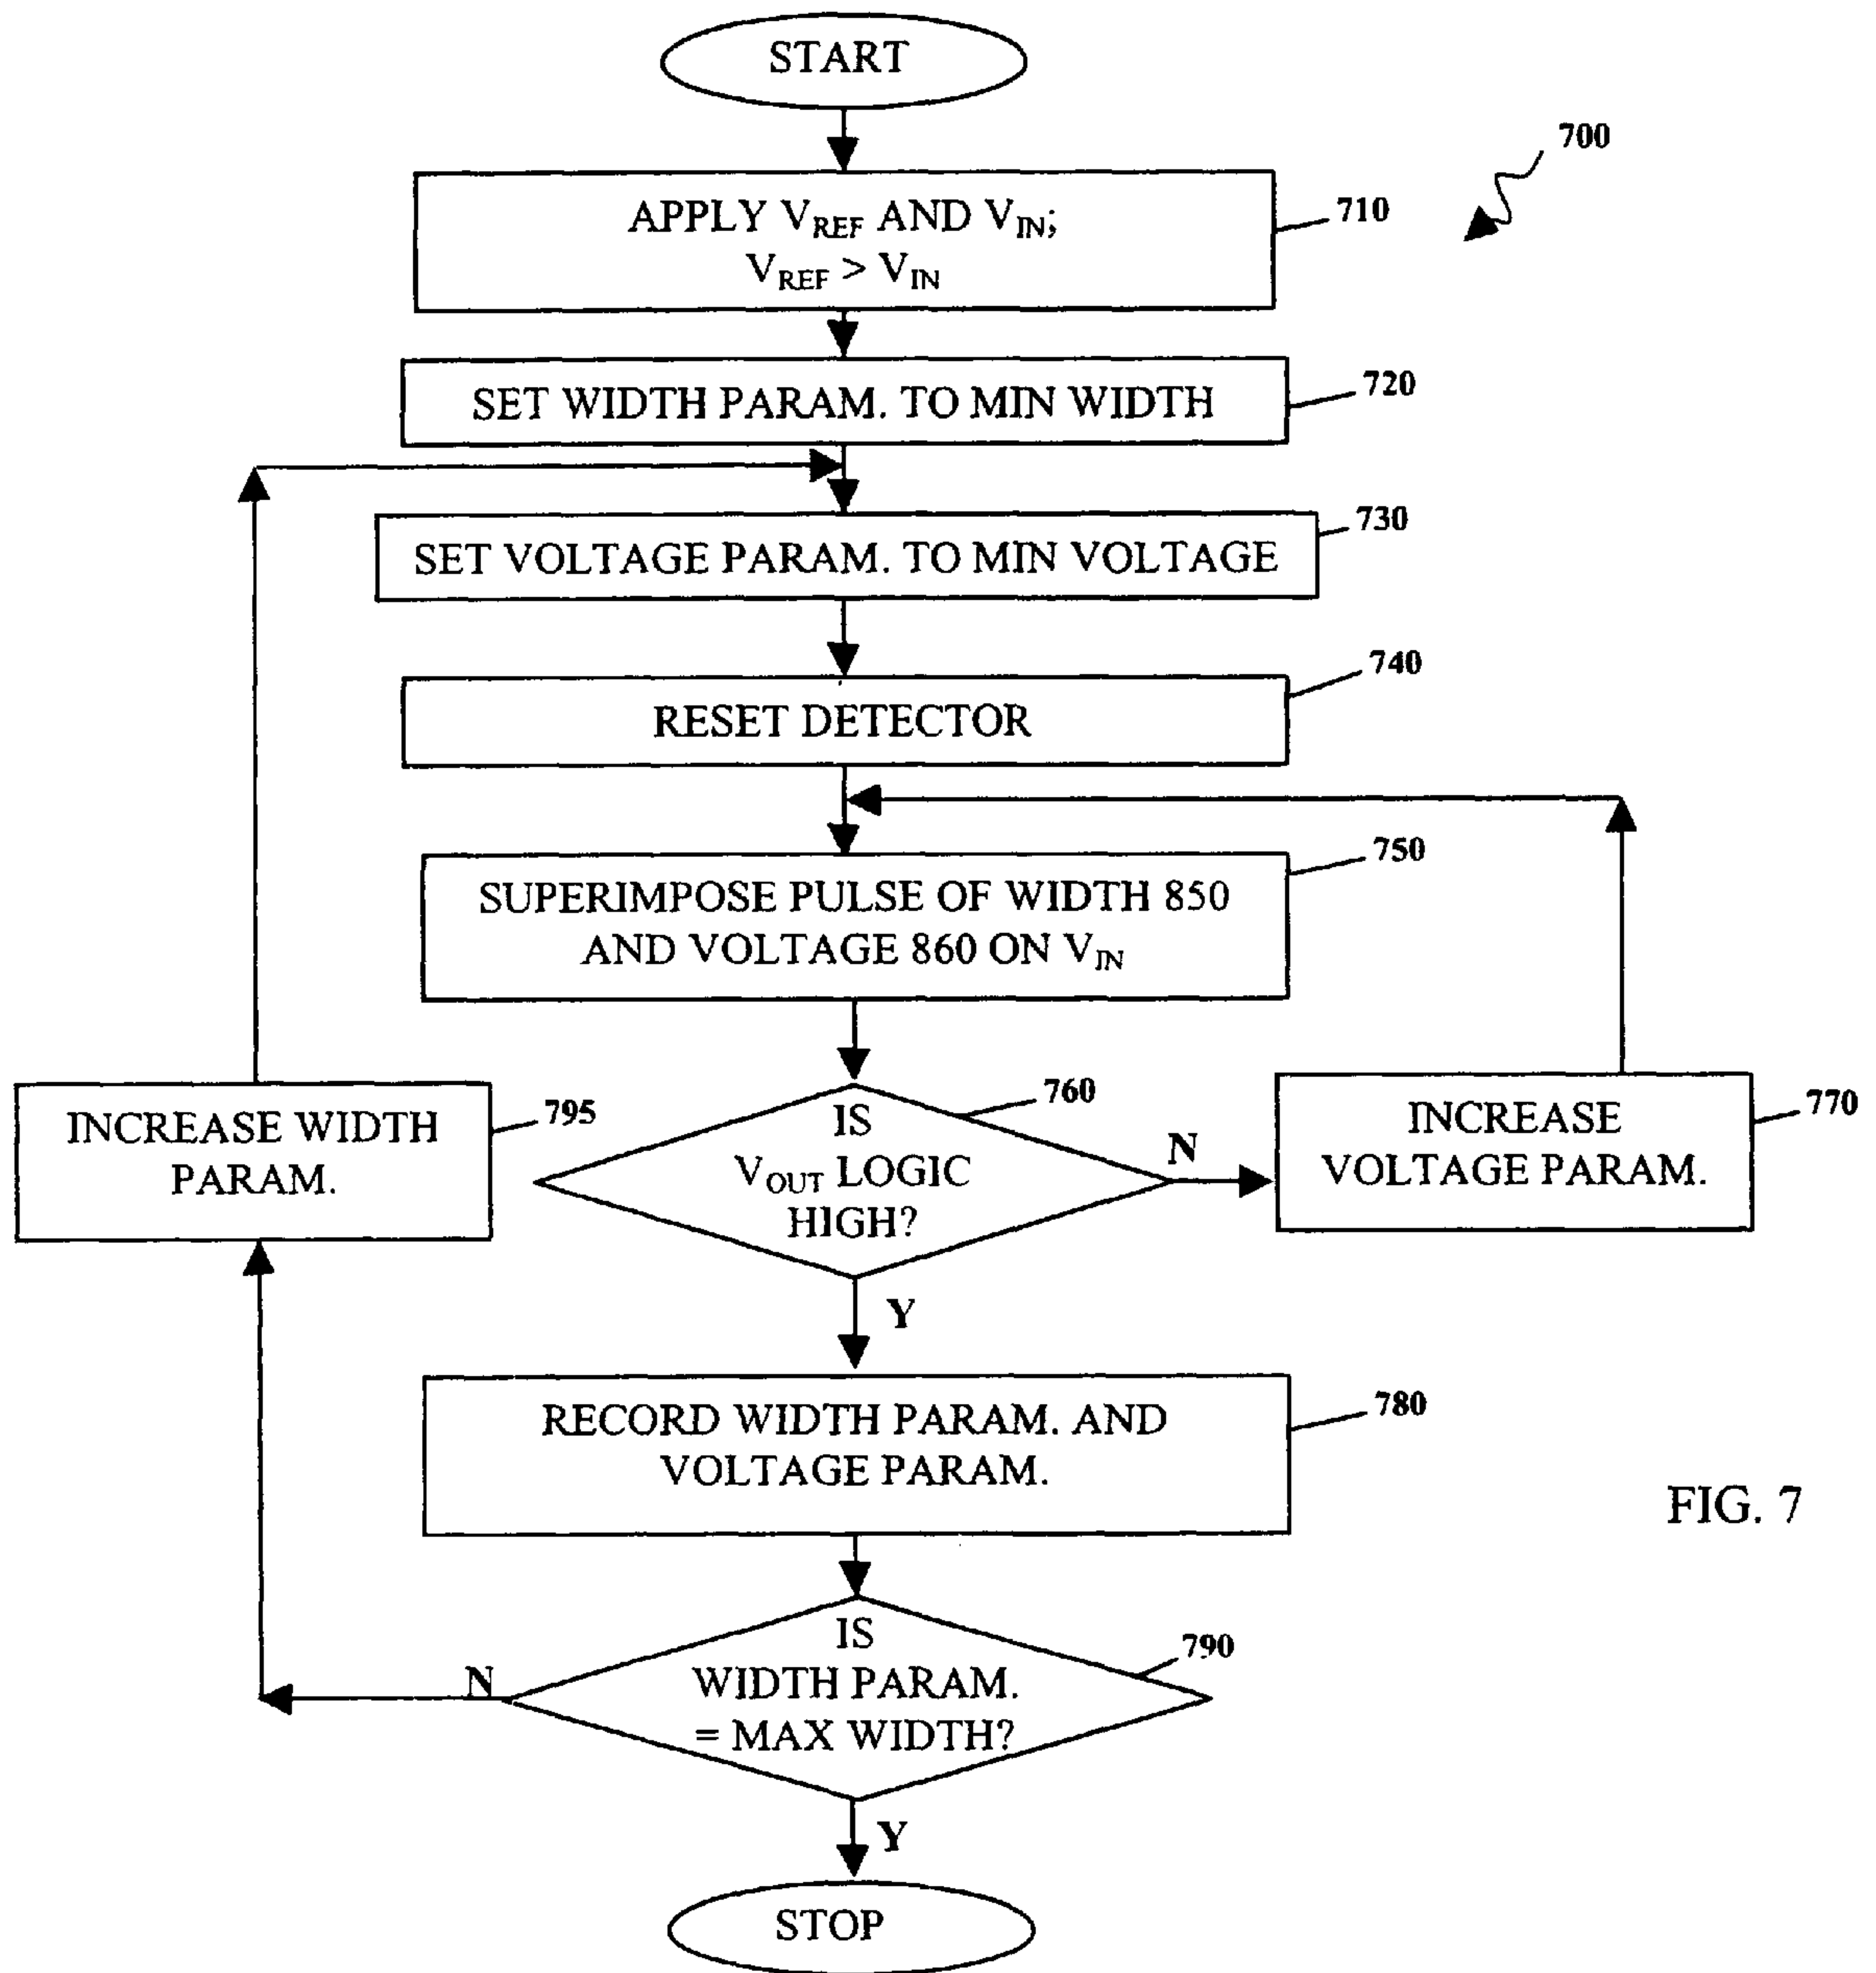 START
700
APPLY V_REF AND V_IN;
V_REF > V_IN
710
SET WIDTH PARAM. TO MIN WIDTH
720
SET VOLTAGE PARAM. TO MIN VOLTAGE
730
RESET DETECTOR
740
SUPERIMPOSE PULSE OF WIDTH 850
AND VOLTAGE 860 ON V_IN
750
INCREASE WIDTH
PARAM.
795
IS
V_OUT LOGIC
HIGH?
760
N
INCREASE
VOLTAGE PARAM.
770
Y
RECORD WIDTH PARAM. AND
VOLTAGE PARAM.
780
FIG. 7
IS
WIDTH PARAM.
= MAX WIDTH?
790
N
Y
STOP